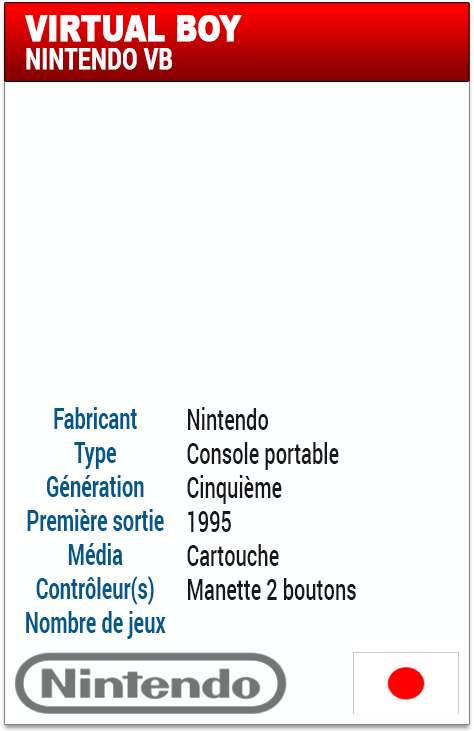 VIRTUAL BOY
NINTENDO VB
Fabricant Nintendo
Type Console portable
Génération Cinquième
Première sortie 1995
Média Cartouche
Contrôleur(s) Manette 2 boutons
Nombre de jeux
Nintendo